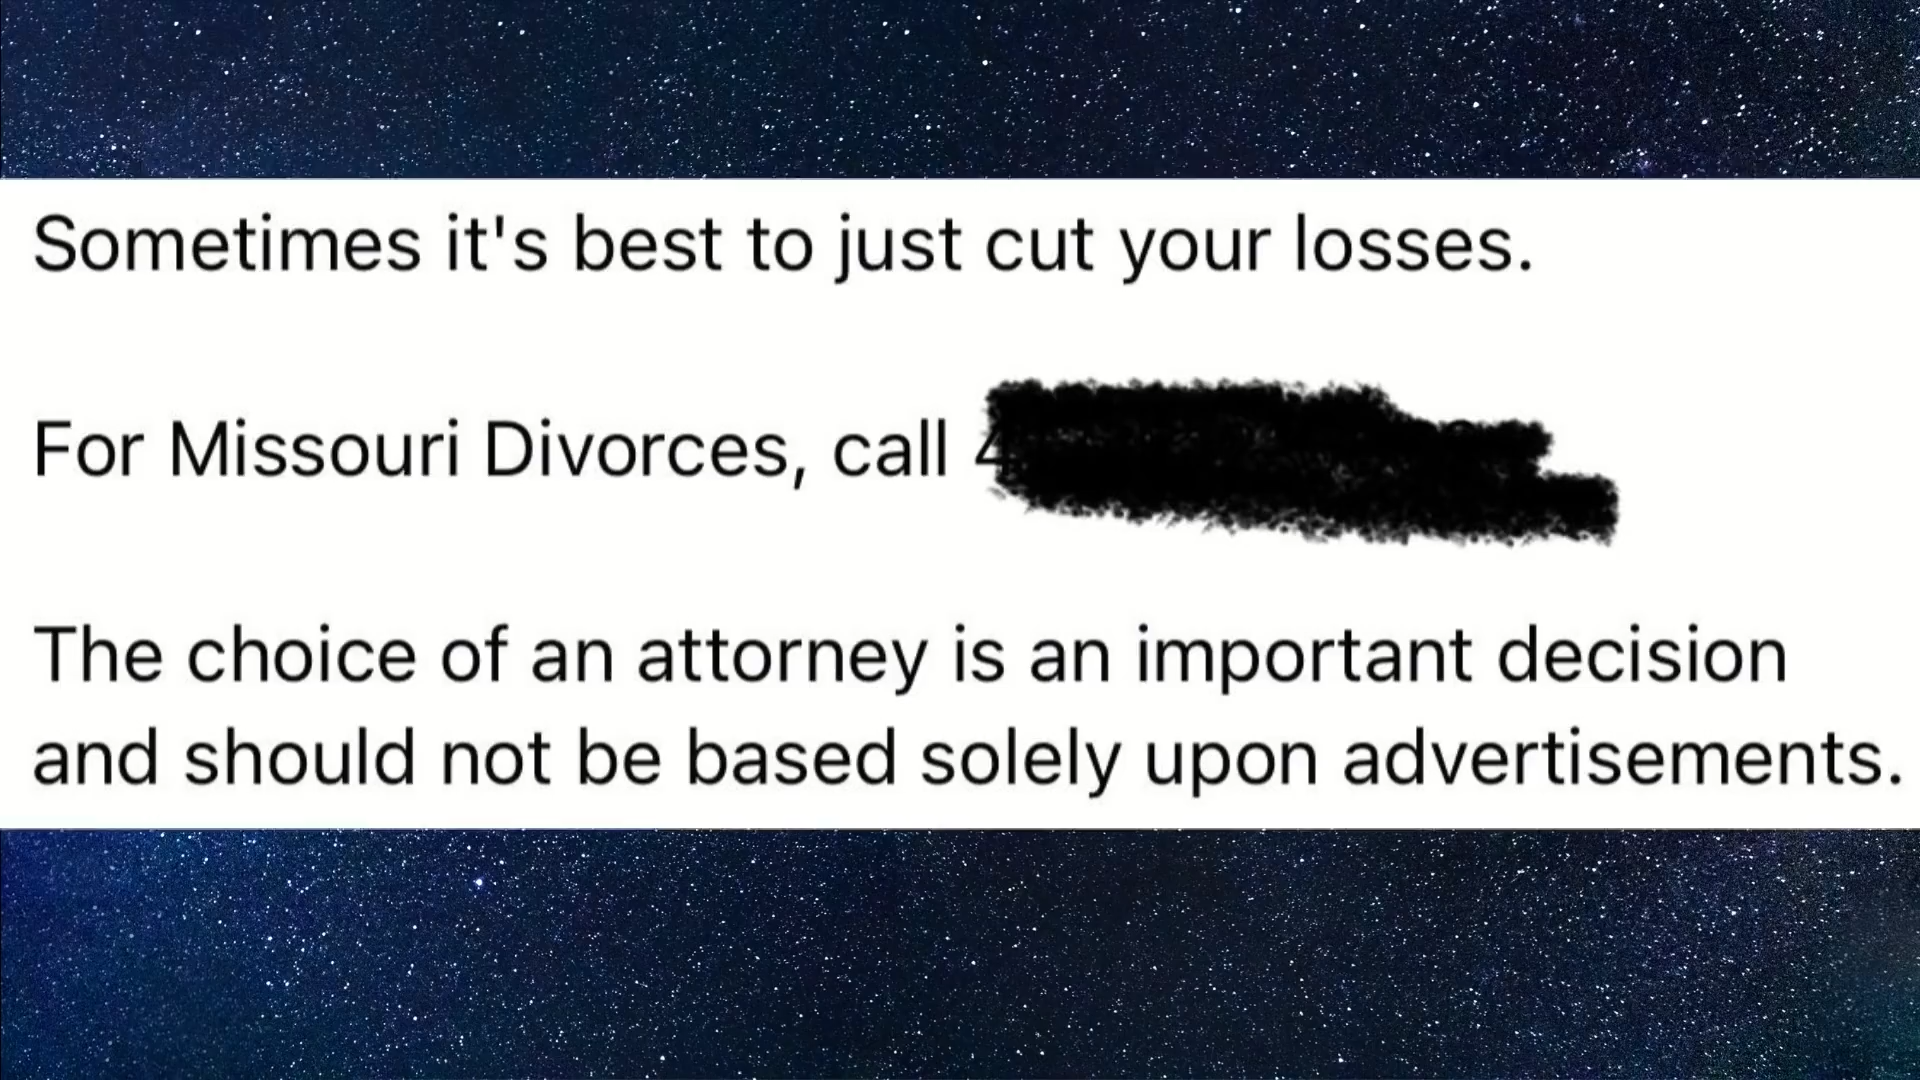 Sometimes it's best to just cut your losses.
For Missouri Divorces, call 4
The choice of an attorney is an important decision
and should not be based solely upon advertisements.